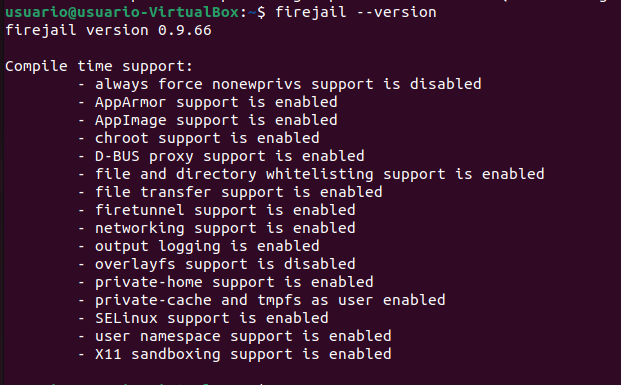 usuario@usuario-VirtualBox:~$ firejail --version
firejail version 0.9.66
Compile time support:
- always force nonewprivs support is disabled
- AppArmor support is enabled
- AppImage support is enabled
- chroot support is enabled
- D-BUS proxy support is enabled
- file and directory whitelisting support is enabled
- file transfer support is enabled
- firetunnel support is enabled
- networking support is enabled
- output logging is enabled
- overlayfs support is disabled
- private-home support is enabled
- private-cache and tmpfs as user enabled
- SELinux support is enabled
- user namespace support is enabled
- X11 sandboxing support is enabled